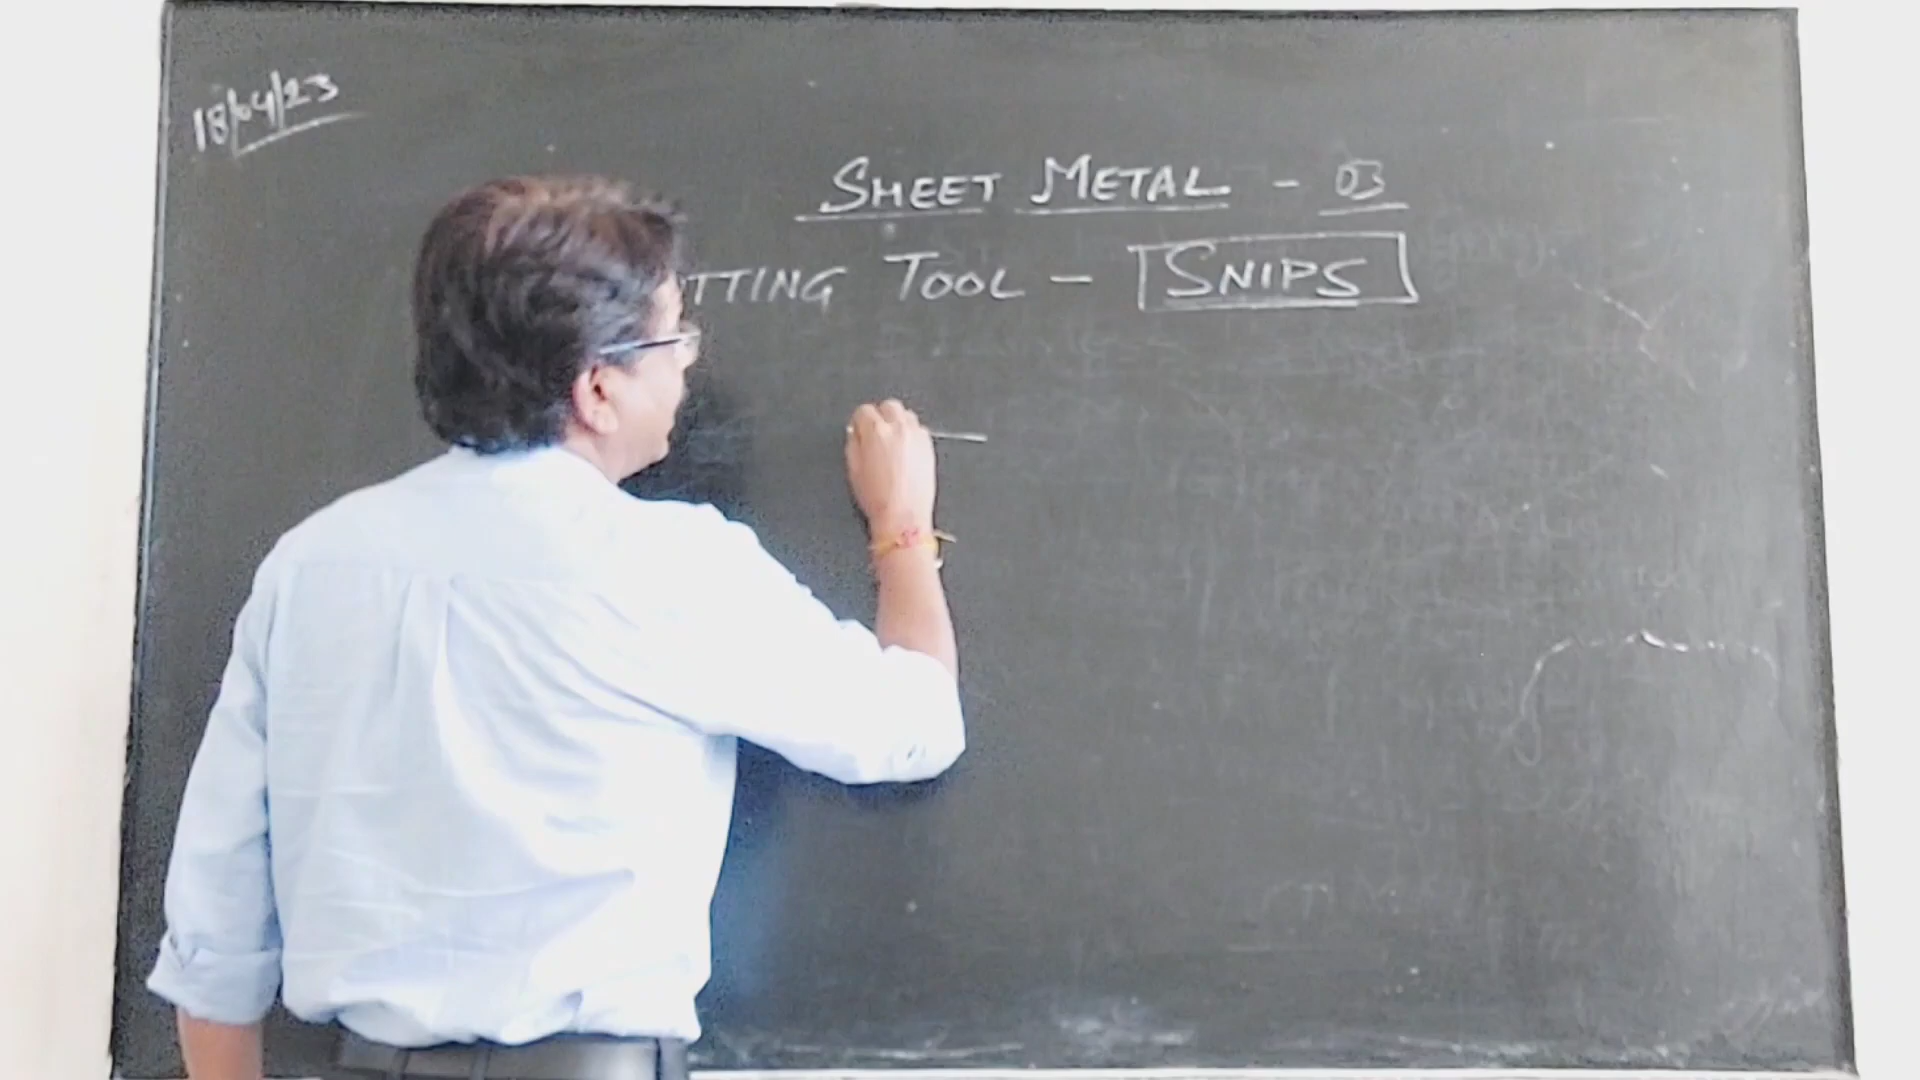 18/04/23
SHEET METAL - 03
TTING TOOL - SNIPS